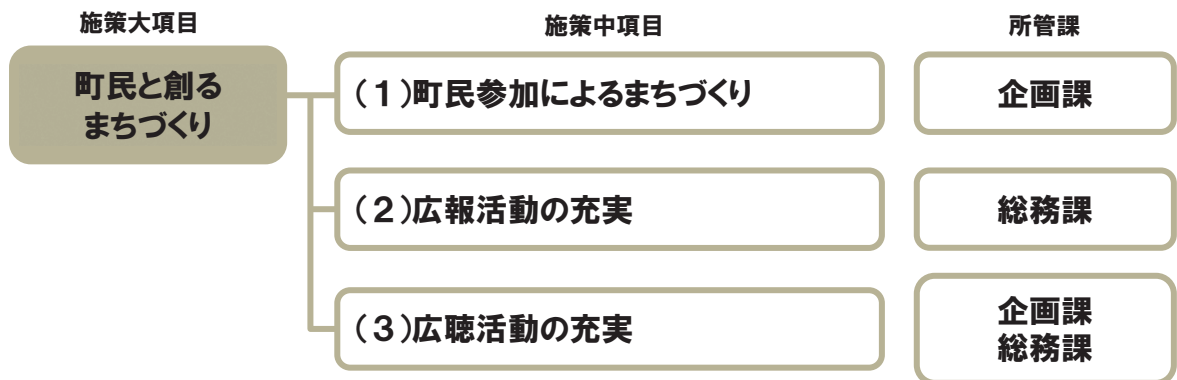 施策大項目
施策中項目
所管課
町民と創る
まちづくり
（１）町民参加によるまちづくり
企画課
（２）広報活動の充実
総務課
（３）広聴活動の充実
企画課
総務課